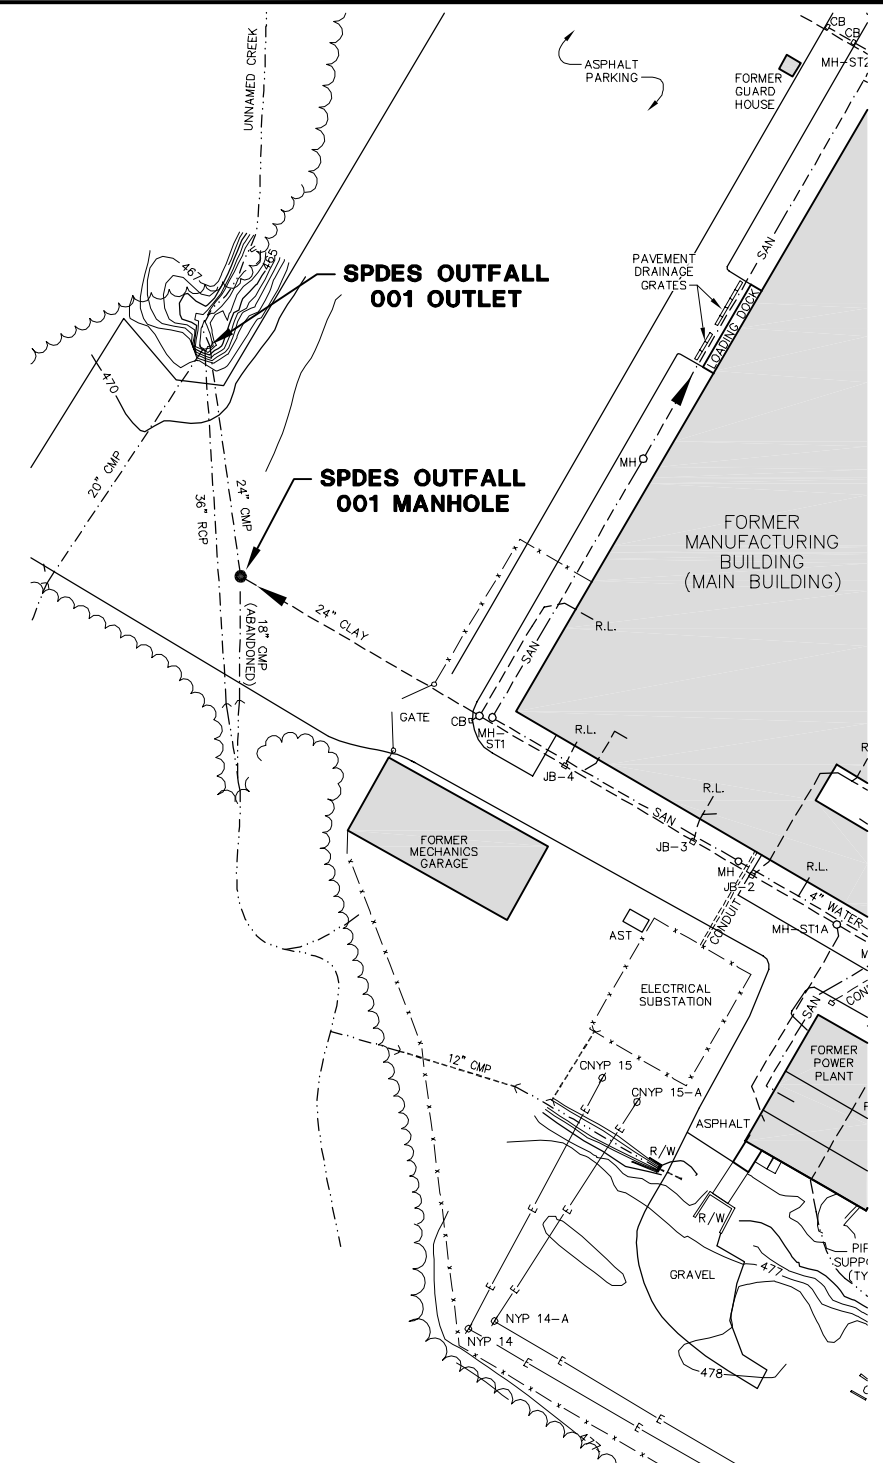 CB
CB
MH-ST2
UNNAMED CREEK
ASPHALT
PARKING
FORMER
GUARD
HOUSE
467
465
SAN
PAVEMENT
DRAINAGE
GRATES
SPDES OUTFALL
001 OUTLET
LOADING DOCK
470
20" CMP
24" CMP
36" RCP
MH
SPDES OUTFALL
001 MANHOLE
FORMER
MANUFACTURING
BUILDING
(MAIN BUILDING)
24" CLAY
18" CMP
(ABANDONED)
R.L.
SAN
GATE
CB
MH-
ST1
R.L.
JB-4
R
R.L.
SAN
FORMER
MECHANICS
GARAGE
JB-3
MH
JB-2
R.L.
4" WATER
CONDUIT
MH-ST1A
M
AST
ELECTRICAL
SUBSTATION
SAN
CON
FORMER
POWER
PLANT
12" CMP
CNYP 15
CNYP 15-A
F
ASPHALT
E
E
R/W
R/W
E
E
PIP
SUPPO
(TY
GRAVEL
477
E
E
NYP 14-A
NYP 14
E
E
478
E
E
477